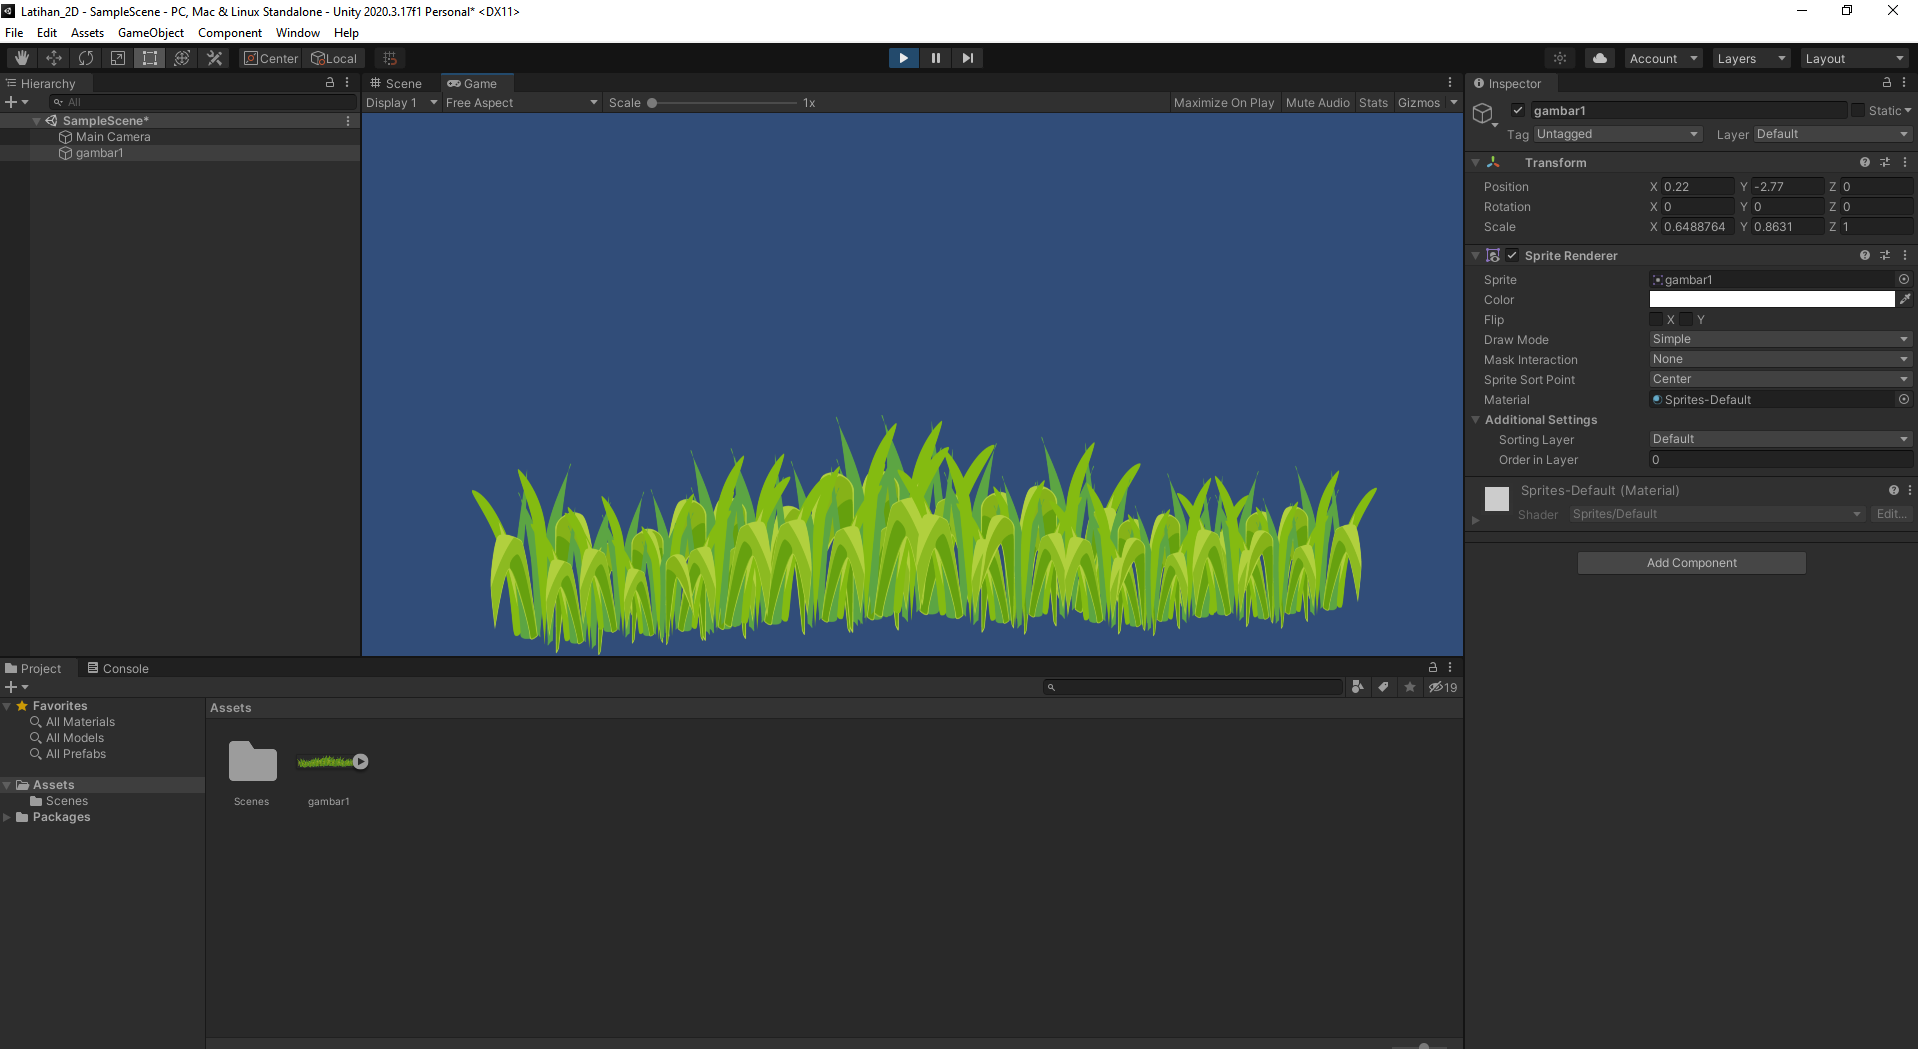 Latihan_2D - SampleScene - PC, Mac & Linux Standalone - Unity 2020.3.17f1 Personal* <DX11>
File Edit Assets GameObject Component Window Help
Center Local Account Layers Layout
Hierarchy
All
SampleScene*
Main Camera
gambar1
Scene Game
Display 1 Free Aspect Scale 1x Maximize On Play Mute Audio Stats Gizmos
Inspector
gambar1 Static
Tag Untagged Layer Default
Transform
Position X 0.22 Y -2.77 Z 0
Rotation X 0 Y 0 Z 0
Scale X 0.6488764 Y 0.8631 Z 1
Sprite Renderer
Sprite gambar1
Color
Flip X Y
Draw Mode Simple
Mask Interaction None
Sprite Sort Point Center
Material Sprites-Default
Additional Settings
Sorting Layer Default
Order in Layer 0
Sprites-Default (Material)
Shader Sprites/Default Edit...
Add Component
Project Console
19
Favorites
All Materials
All Models
All Prefabs
Assets
Scenes
Packages
Assets
Scenes gambar1